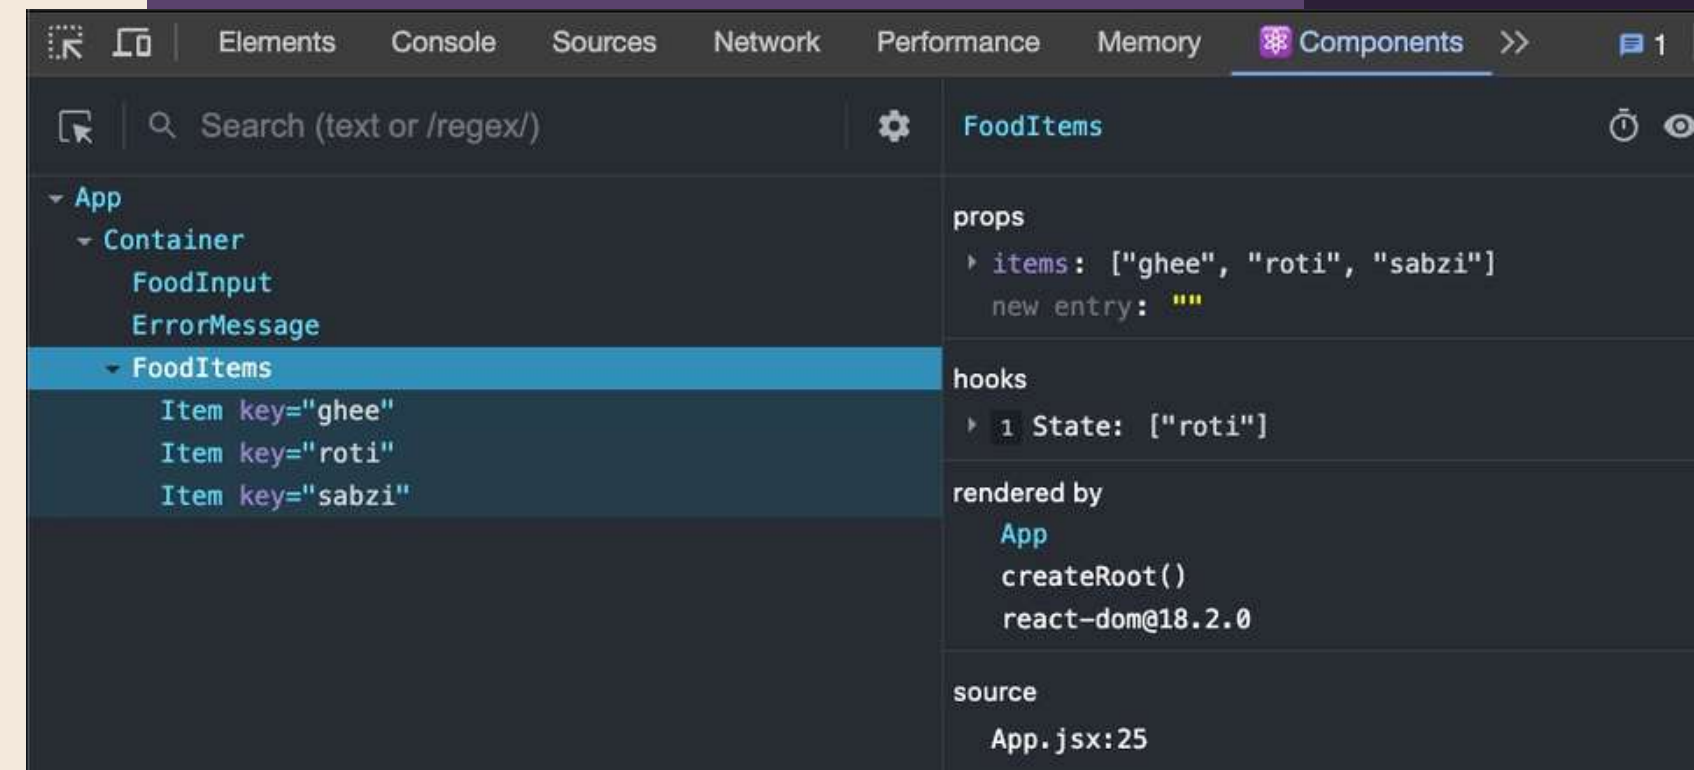 Elements Console Sources Network Performance Memory Components >> 1
Search (text or /regex/)
App
Container
FoodInput
ErrorMessage
FoodItems
Item key="ghee"
Item key="roti"
Item key="sabzi"
FoodItems
props
items: ["ghee", "roti", "sabzi"]
new entry: ""
hooks
1 State: ["roti"]
rendered by
App
createRoot()
react-dom@18.2.0
source
App.jsx:25